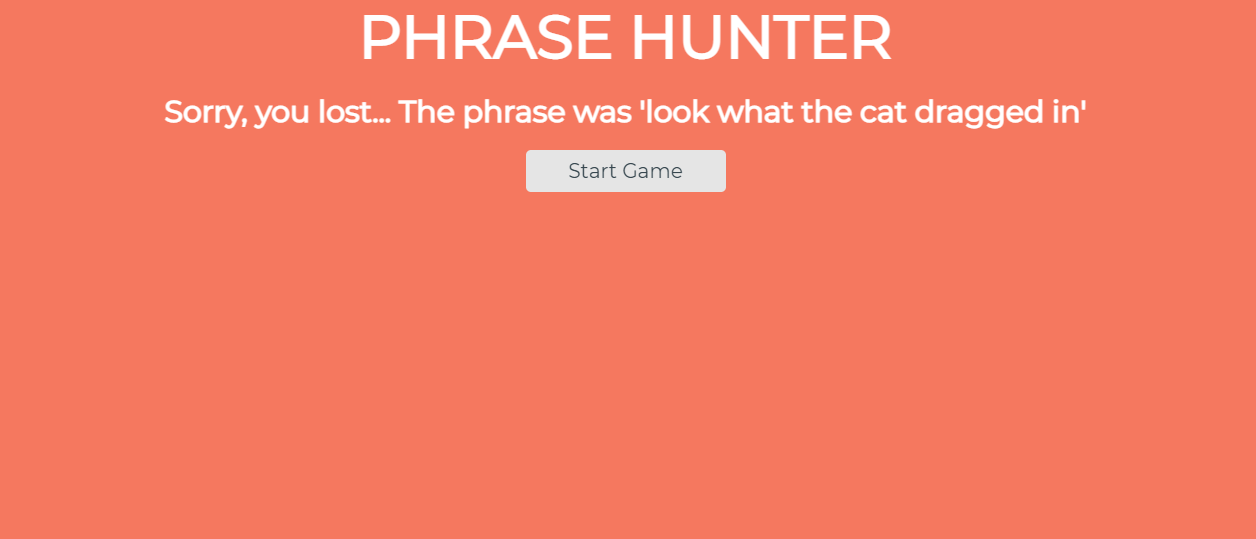 PHRASE HUNTER
Sorry, you lost... The phrase was 'look what the cat dragged in'
Start Game